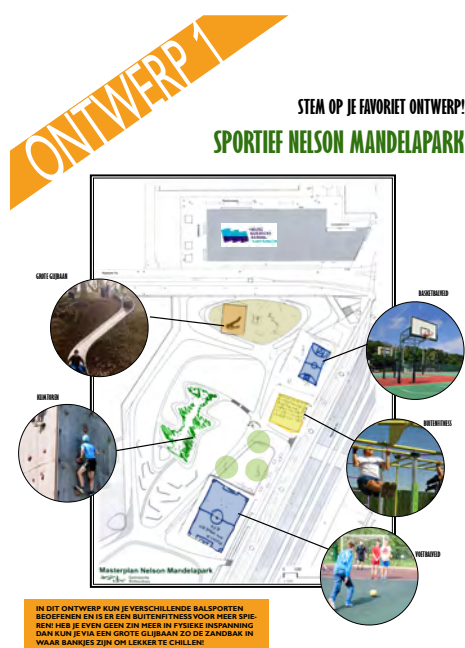 ONTWERP 1
STEM OP JE FAVORIET ONTWERP!
SPORTIEF NELSON MANDELAPARK
GROTE GLIJBAAN
BASKETBALVELD
KLIMTOREN
BUITENFITNESS
VOETBALVELD
Masterplan Nelson Mandelapark
IN DIT ONTWERP KUN JE VERSCHILLENDE BALSPORTEN
BEOEFENEN EN IS ER EEN BUITENFITNESS VOOR MEER SPIE-
REN! HEB JE EVEN GEEN ZIN MEER IN FYSIEKE INSPANNING
DAN KUN JE VIA EEN GROTE GLIJBAAN ZO DE ZANDBAK IN
WAAR BANKJES ZIJN OM LEKKER TE CHILLEN!